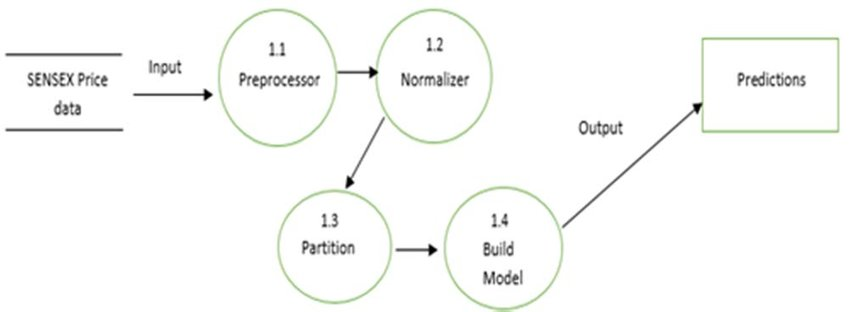 SENSEX Price
data
Input
1.1
Preprocessor
1.2
Normalizer
1.3
Partition
1.4
Build
Model
Output
Predictions